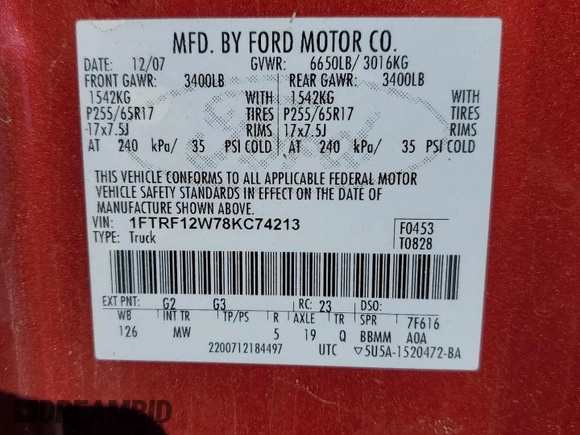 MFD. BY FORD MOTOR CO.
DATE: 12/07 GVWR: 6650LB/ 3016KG
FRONT GAWR: 3400LB REAR GAWR: 3400LB
1542KG WITH 1542KG WITH
P255/65R17 TIRES P255/65R17 TIRES
17x7.5J RIMS 17x7.5J RIMS
AT 240 kPa/ 35 PSI COLD AT 240 kPa/ 35 PSI COLD
THIS VEHICLE CONFORMS TO ALL APPLICABLE FEDERAL MOTOR
VEHICLE SAFETY STANDARDS IN EFFECT ON THE DATE OF
MANUFACTURE SHOWN ABOVE.
VIN: 1FTRF12W78KC74213 F0453
TYPE: Truck T0828
EXT PNT: G2 G3 RC: 23 DSO:
WB INT TR TP/PS R AXLE TR SPR 7F616
126 MW 5 19 Q BBMM AOA
2200712184497 UTC ▽5U5A-1520472-BA
IDREAMBID